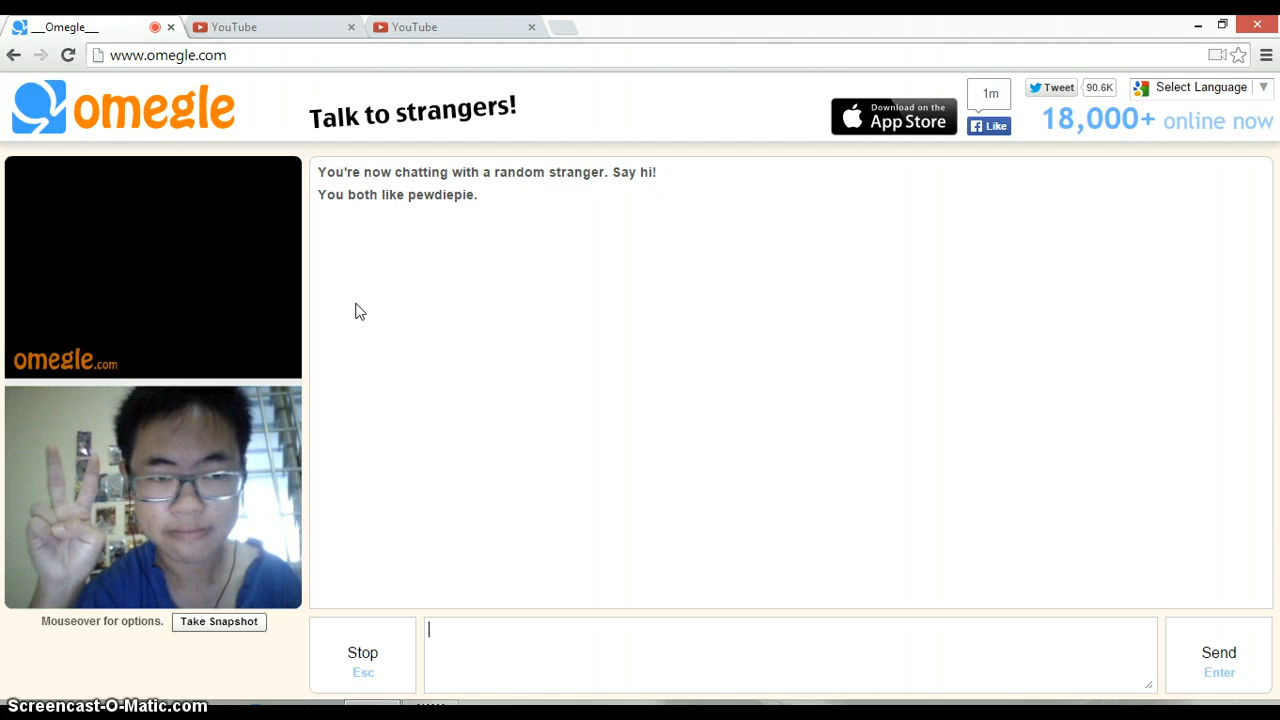 __Omegle__
YouTube
YouTube
www.omegle.com
omegle
Talk to strangers!
Download on the
App Store
1m
Like
Tweet
90.6K
Select Language
18,000+ online now
You're now chatting with a random stranger. Say hi!
You both like pewdiepie.
omegle.com
Mouseover for options.
Take Snapshot
Stop
Esc
Send
Enter
Screencast-O-Matic.com